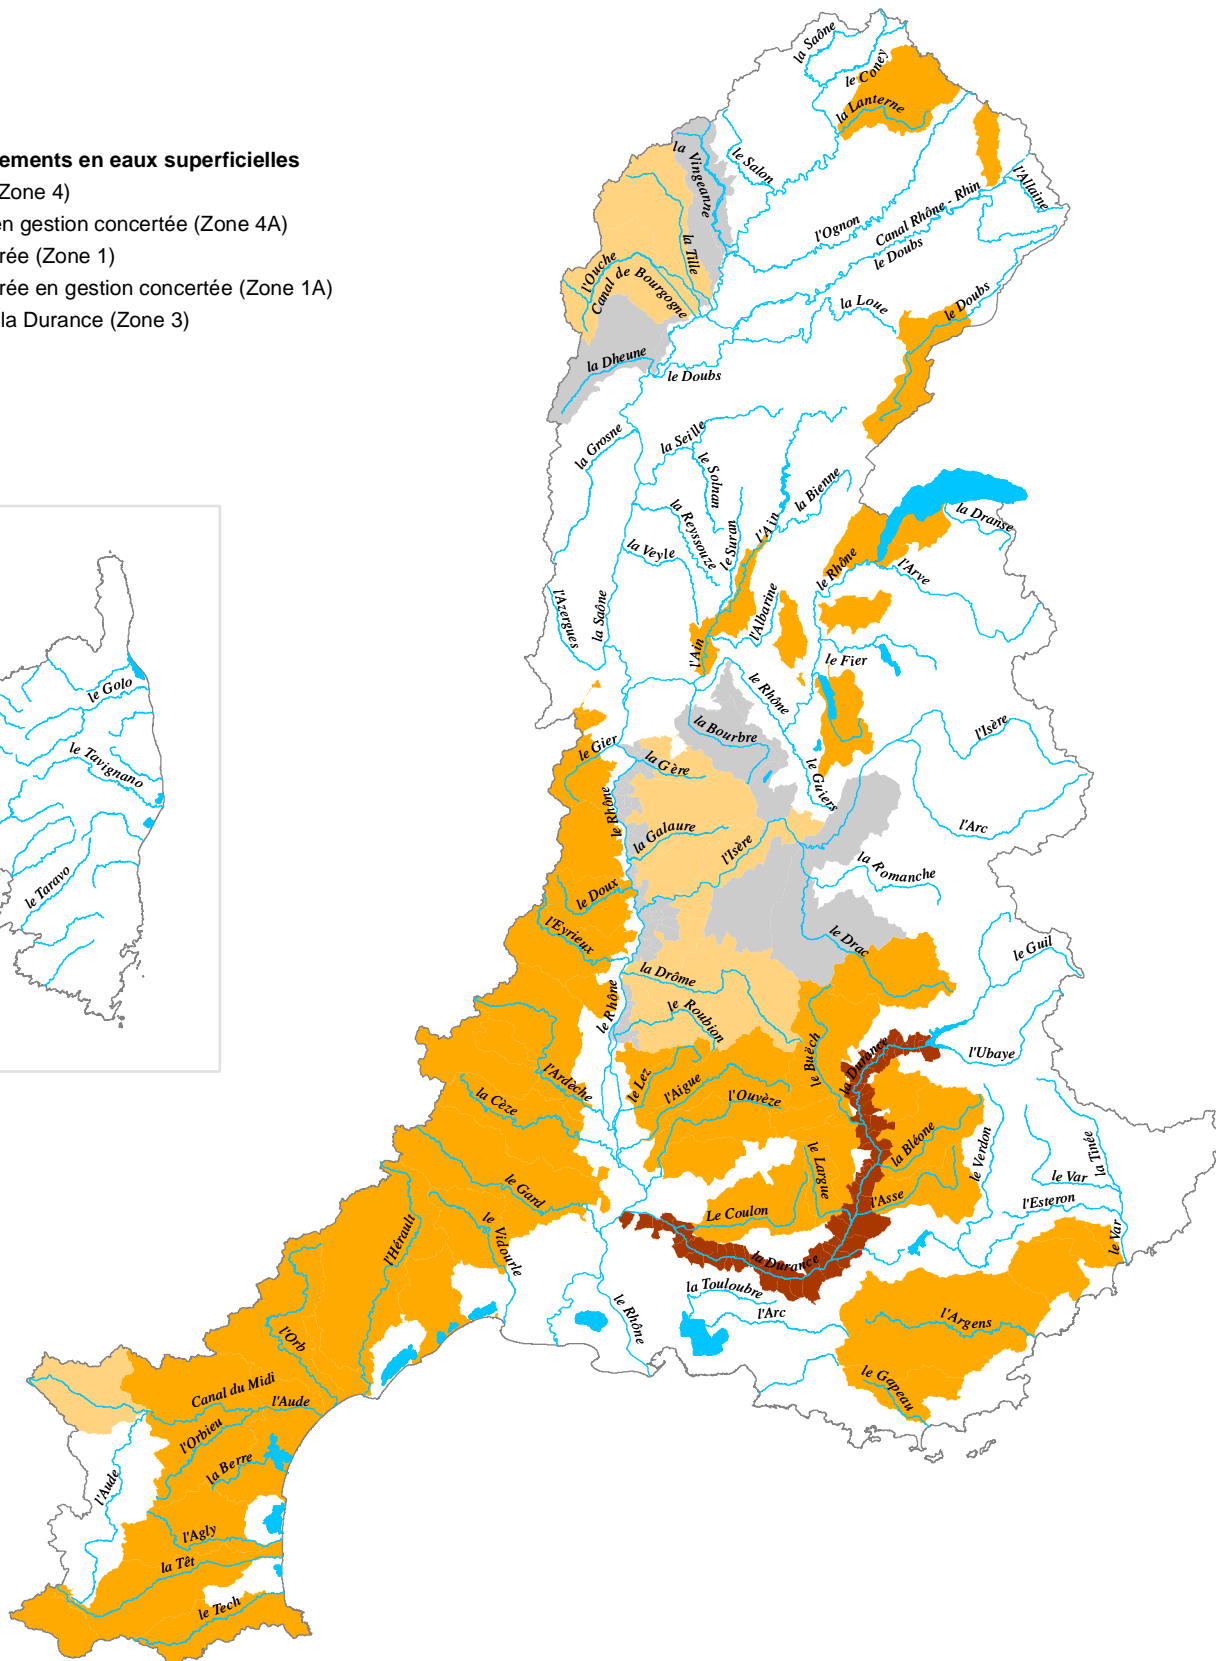 ements en eaux superficielles
Zone 4)
en gestion concertée (Zone 4A)
rée (Zone 1)
rée en gestion concertée (Zone 1A)
la Durance (Zone 3)
la Saône
le Coney
la Lanterne
la Vingeanne
le Salon
l'Allaine
l'Ognon
Canal Rhône - Rhin
le Doubs
la Tille
l'Ouche
Canal de Bourgogne
la Loue
le Doubs
la Dheune
le Doubs
la Grosne
la Seille
le Solnan
la Bienne
la Reyssouze
le Suran
l'Ain
la Dranse
la Veyle
le Rhône
l'Arve
l'Azergues
la Saône
l'Albarine
l'Ain
le Fier
le Rhône
le Golo
la Bourbre
l'Isère
le Gier
la Gère
le Tavignano
le Guiers
le Rhône
la Galaure
l'Isère
l'Arc
la Romanche
le Taravo
le Doux
l'Eyrieux
le Drac
le Guil
la Drôme
le Rhône
le Roubion
l'Ubaye
la Durance
le Buëch
l'Ardèche
le Lez
l'Aigue
l'Ouvèze
la Cèze
la Bléone
le Verdon
la Tinée
le Largue
le Var
le Gard
l'Asse
l'Esteron
Le Coulon
l'Hérault
le Vidourle
le Var
la Durance
la Touloubre
l'Arc
le Rhône
l'Argens
l'Orb
le Gapeau
Canal du Midi
l'Aude
l'Orbieu
la Berre
l'Aude
l'Agly
la Têt
le Tech